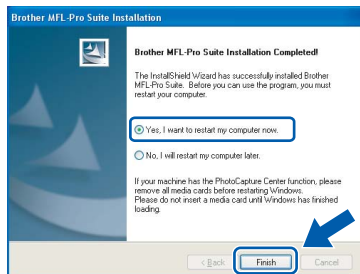 Brother MFL-Pro Suite Installation
Brother MFL-Pro Suite Installation Completed!
The InstallShield Wizard has successfully installed Brother
MFL-Pro Suite. Before you can use the program, you must
restart your computer.
Yes, I want to restart my computer now.
No, I will restart my computer later.
If your machine has the PhotoCapture Center function, please
remove all media cards before restarting Windows.
Please do not insert a media card until Windows has finished
loading.
< Back
Finish
Cancel